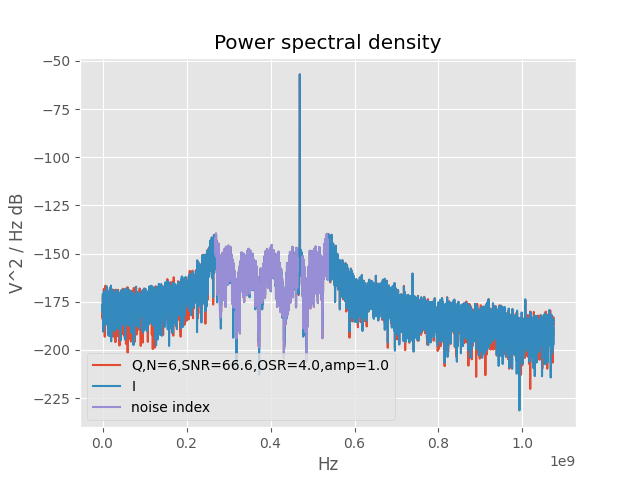 Power spectral density
V^2 / Hz dB
−50
−75
−100
−125
−150
−175
−200
−225
Q,N=6,SNR=66.6,OSR=4.0,amp=1.0
I
noise index
0.0 0.2 0.4 0.6 0.8 1.0
1e9
Hz